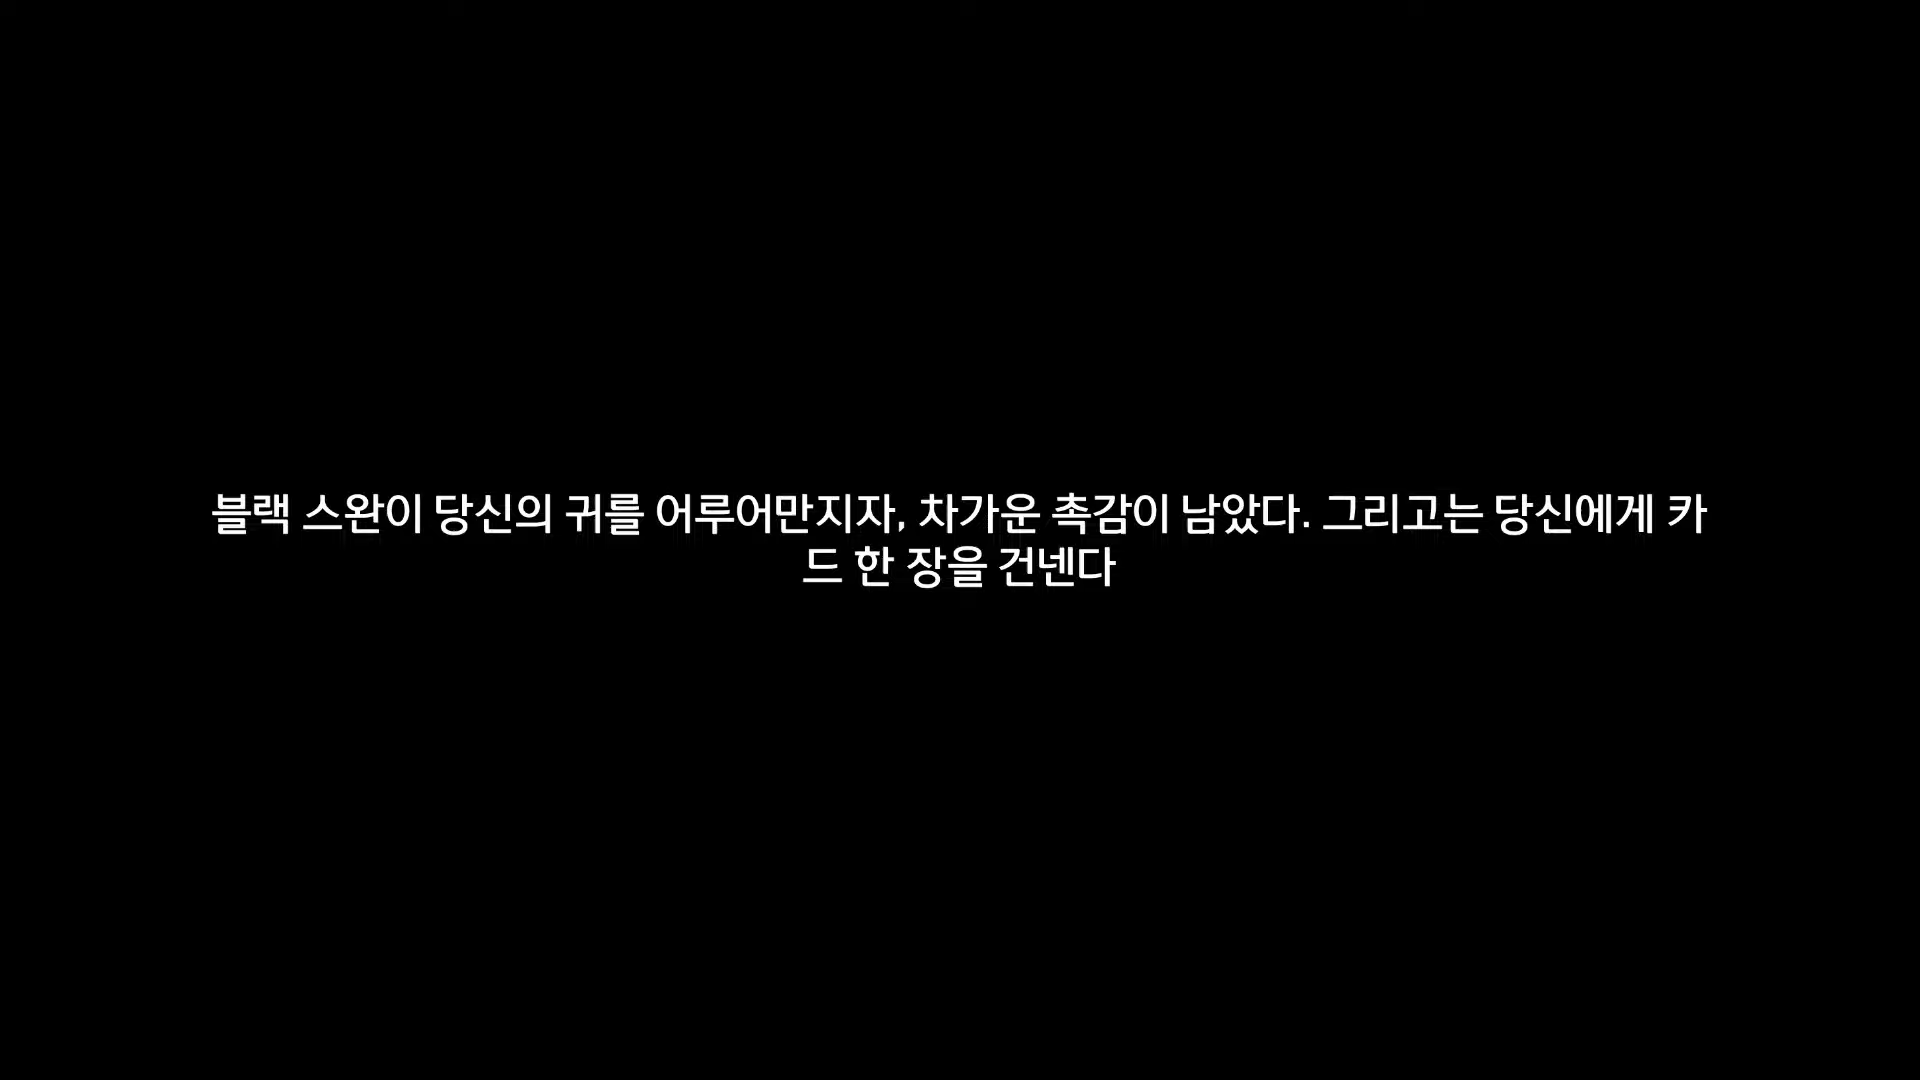 블랙 스완이 당신의 귀를 어루어만지자, 차가운 촉감이 남았다. 그리고는 당신에게 카
드 한 장을 건넨다